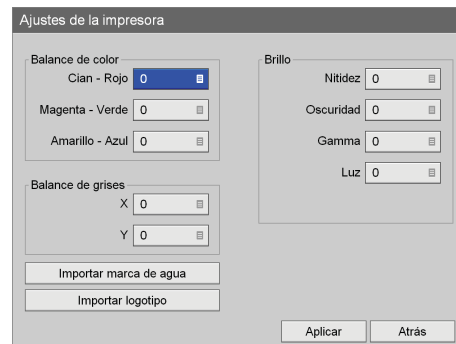 Ajustes de la impresora
Balance de color
Cian - Rojo 0
Magenta - Verde 0
Amarillo - Azul 0
Balance de grises
X 0
Y 0
Importar marca de agua
Importar logotipo
Brillo
Nitidez 0
Oscuridad 0
Gamma 0
Luz 0
Aplicar
Atrás